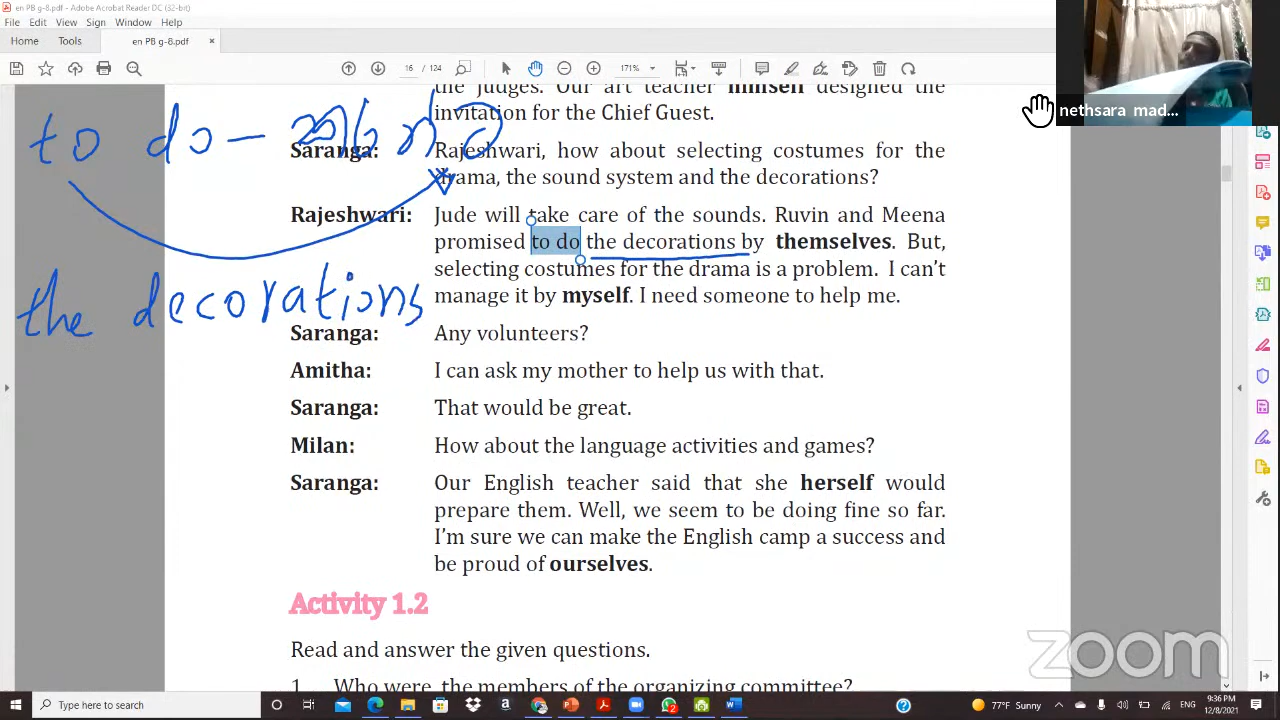 en PB g-8.pdf - Adobe Acrobat Reader DC (32-bit)
File Edit View Sign Window Help
Home Tools en PB g-8.pdf ×
16 / 124 171%
the judges. Our art teacher himself designed the
invitation for the Chief Guest.
Saranga: Rajeshwari, how about selecting costumes for the
drama, the sound system and the decorations?
Rajeshwari: Jude will take care of the sounds. Ruvin and Meena
promised to do the decorations by themselves. But,
selecting costumes for the drama is a problem. I can't
manage it by myself. I need someone to help me.
Saranga: Any volunteers?
Amitha: I can ask my mother to help us with that.
Saranga: That would be great.
Milan: How about the language activities and games?
Saranga: Our English teacher said that she herself would
prepare them. Well, we seem to be doing fine so far.
I'm sure we can make the English camp a success and
be proud of ourselves.
Activity 1.2
Read and answer the given questions.
1. Who were the members of the organizing committee?
to do –
the decorations
nethsara mad...
zoom
Type here to search
77°F Sunny
ENG
9:36 PM
12/8/2021